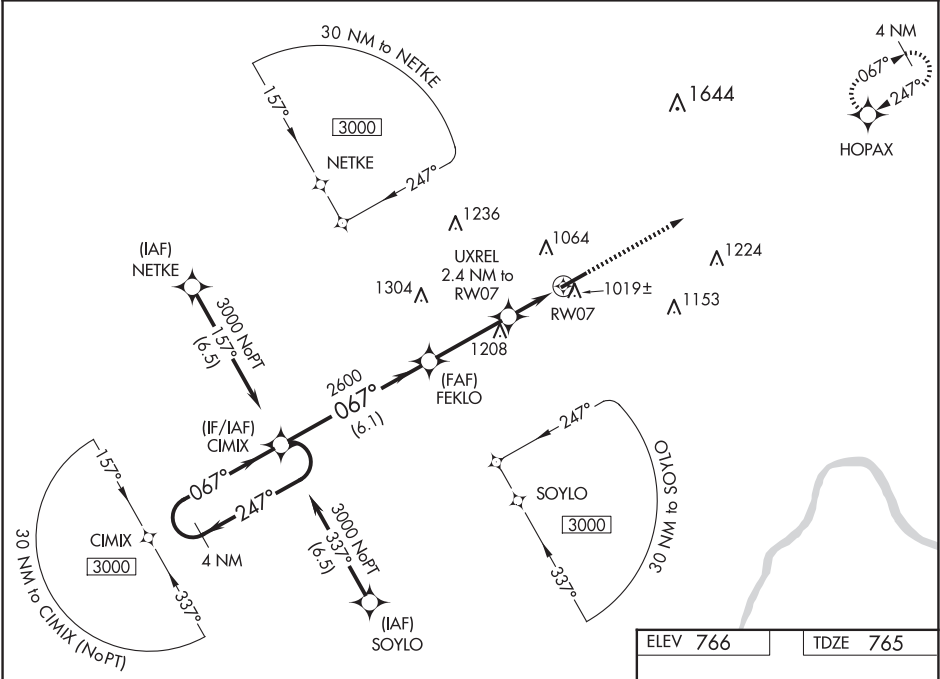 30 NM to NETKE
157°
3000
NETKE
247°
4 NM
067°
247°
HOPAX
1644
1236
1064
UXREL
2.4 NM to
RW07
1304
1224
1019±
RW07
1153
1208
(IAF)
NETKE
3000 NoPT
157°
(6.5)
(FAF)
FEKLO
2600
067°
(6.1)
(IF/IAF)
CIMIX
067°
247°
4 NM
157°
CIMIX
3000
337°
30 NM to CIMIX (NoPT)
3000 NoPT
337°
(6.5)
(IAF)
SOYLO
247°
SOYLO
3000
337°
30 NM to SOYLO
ELEV 766
TDZE 765